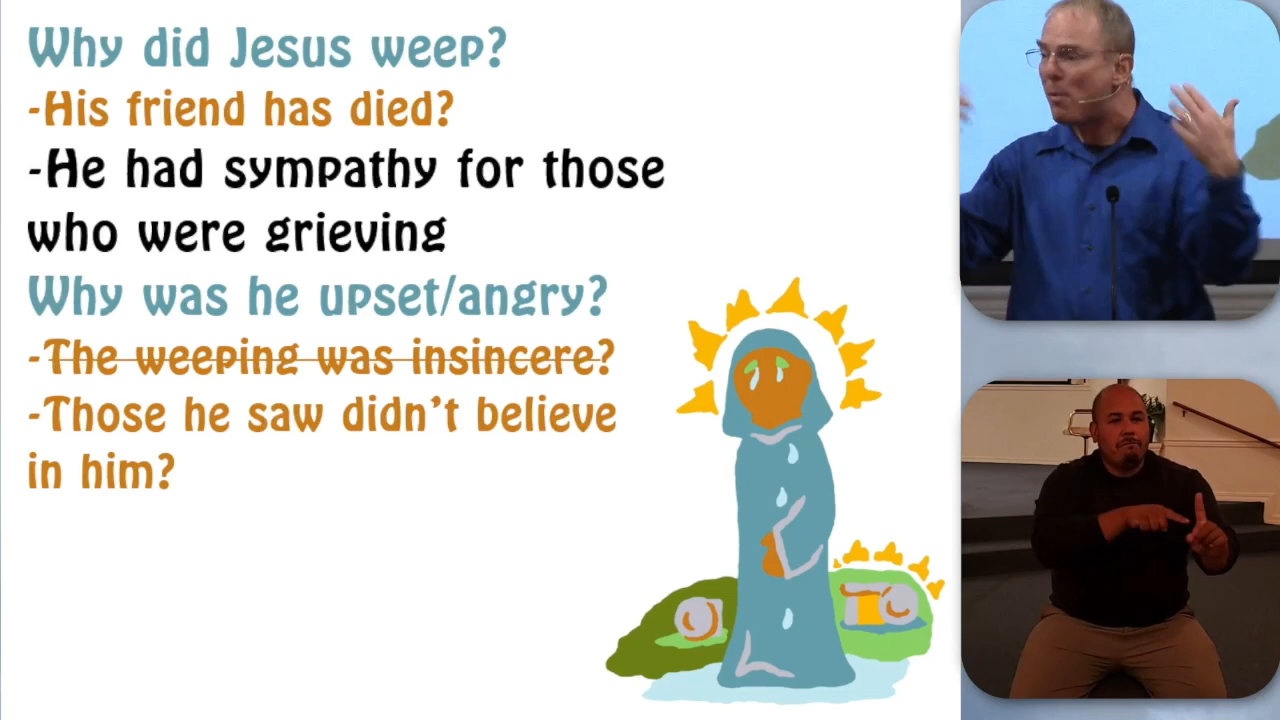 Why did Jesus weep?
-His friend has died?
-He had sympathy for those
who were grieving
Why was he upset/angry?
-The weeping was insincere?
-Those he saw didn't believe
in him?